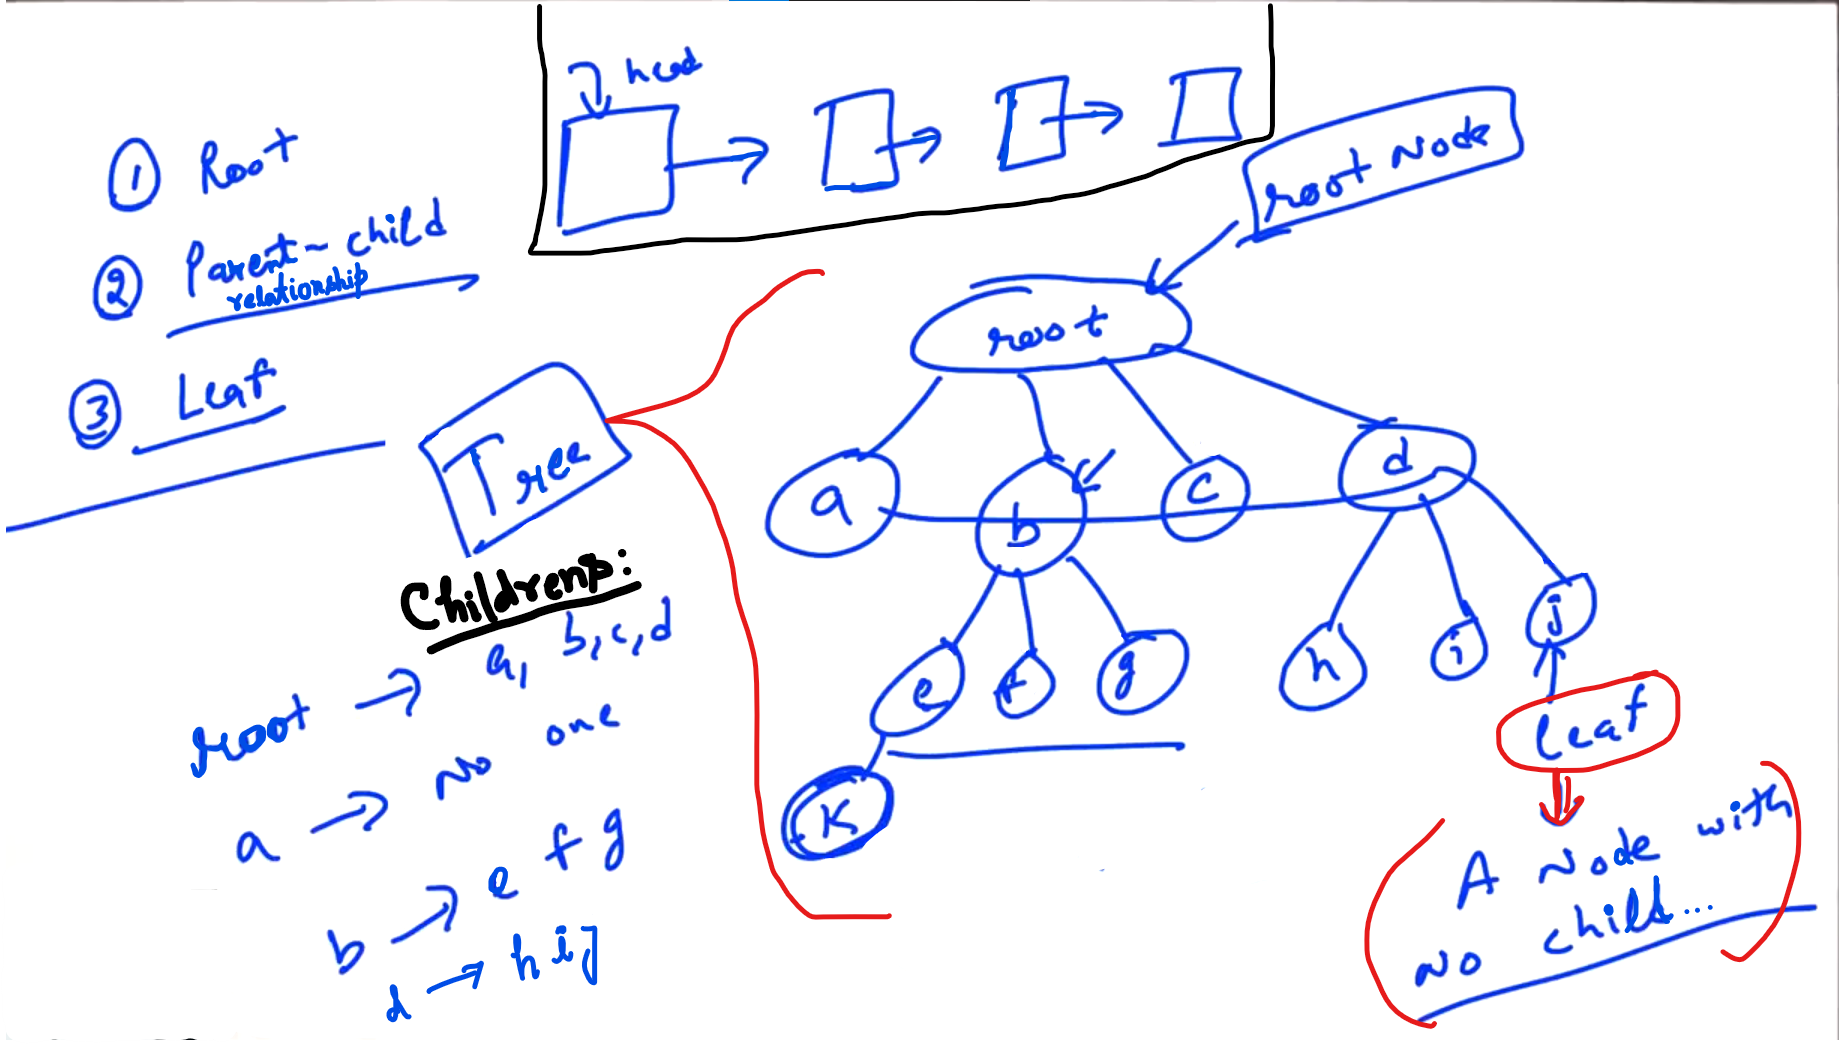 head
① Root
② Parent-child
relationship
③ Leaf
root Node
root
Tree
a
b
c
d
e
f
g
h
i
j
K
leaf
A Node with
No child...
Childrens:
root → a, b, c, d
a → No one
b → e f g
d → h i j